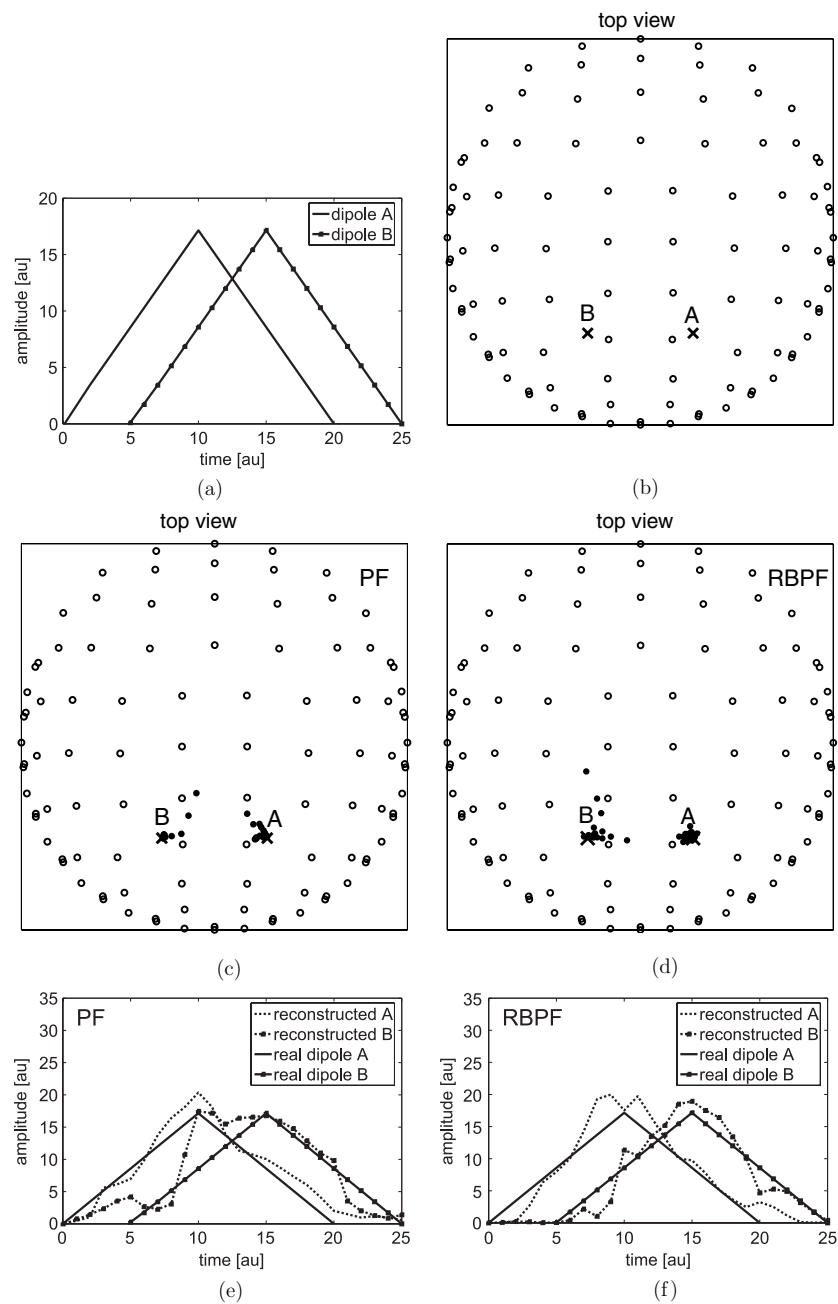 top view
20
15
10
5
0
amplitude [au]
dipole A
dipole B
0 5 10 15 20 25
time [au]
(a)
B A
(b)
top view
PF
B A
(c)
top view
RBPF
B A
(d)
PF
35
30
25
20
15
10
5
0
amplitude [au]
reconstructed A
reconstructed B
real dipole A
real dipole B
0 5 10 15 20 25
time [au]
(e)
RBPF
35
30
25
20
15
10
5
0
amplitude [au]
reconstructed A
reconstructed B
real dipole A
real dipole B
0 5 10 15 20 25
time [au]
(f)